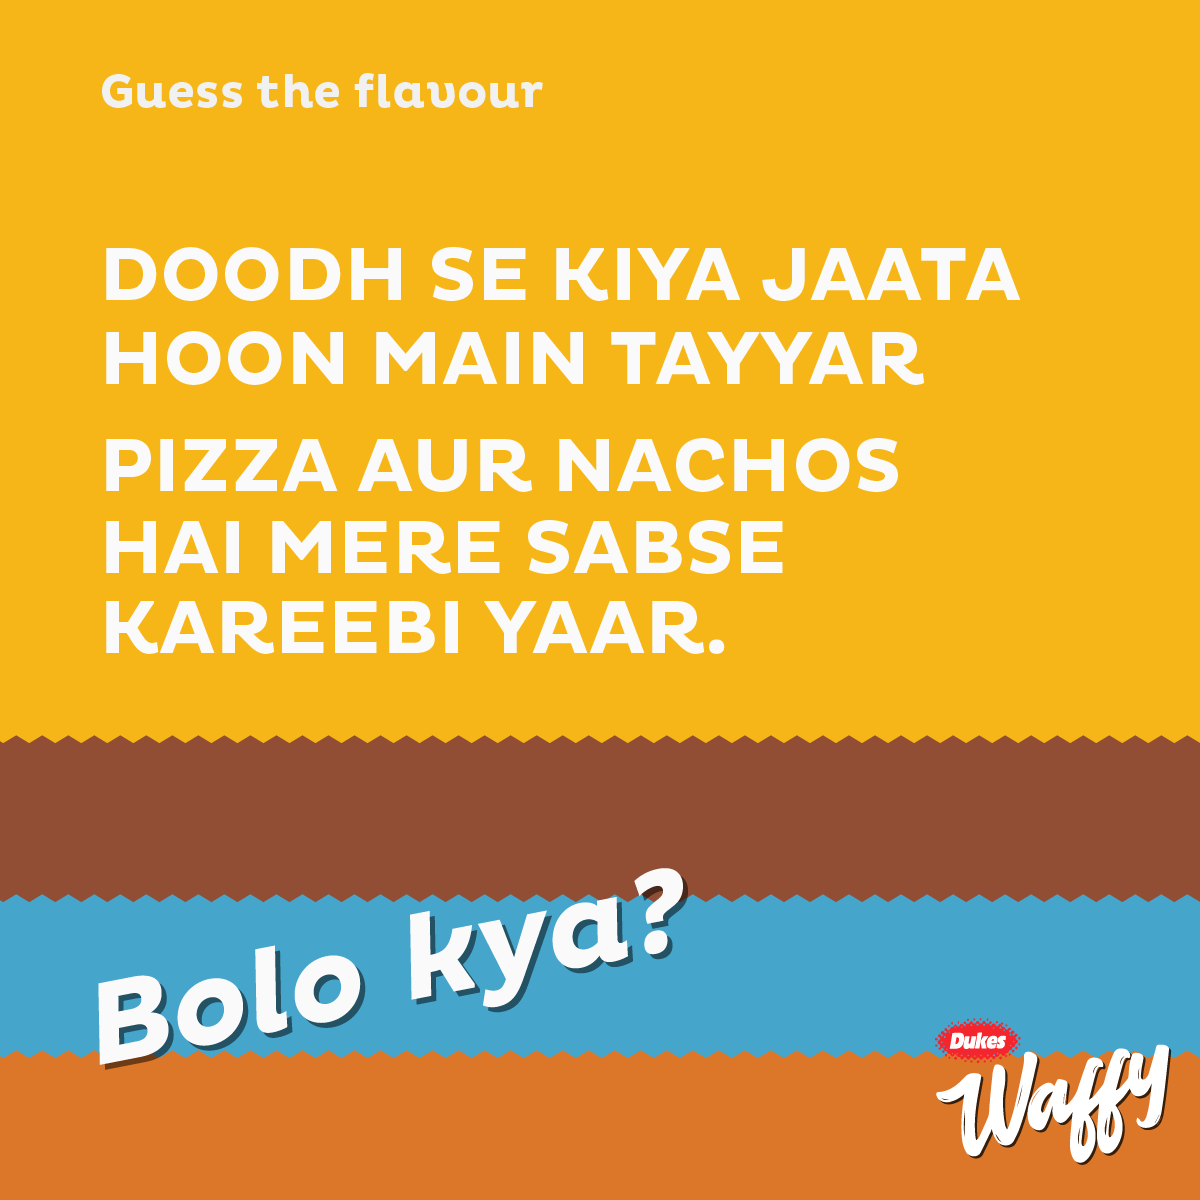 Guess the flavour
DOODH SE KIYA JAATA
HOON MAIN TAYYAR
PIZZA AUR NACHOS
HAI MERE SABSE
KAREEBI YAAR.
Bolo kya?
Dukes
Waffy